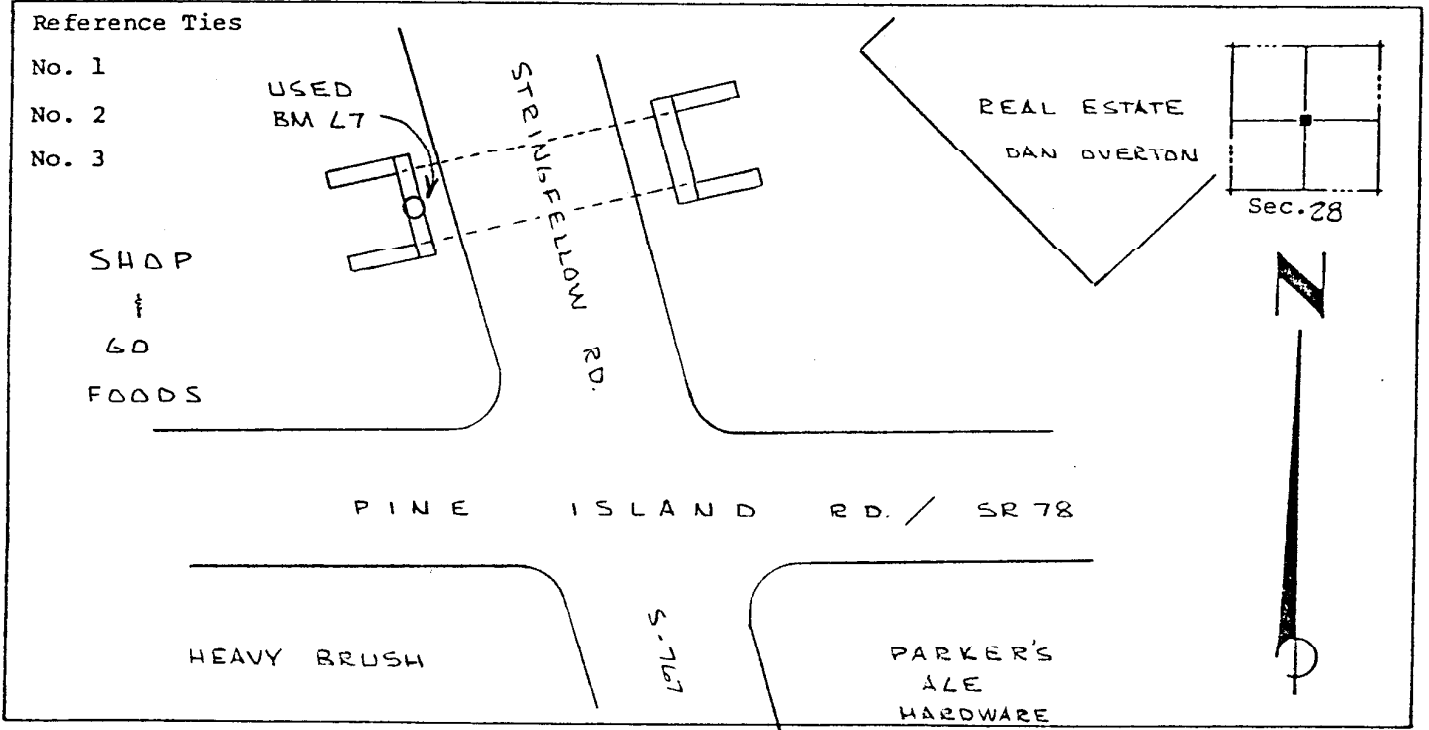 Reference Ties
No. 1
No. 2
No. 3
USED
BM L7
STRINGFELLOW RD.
REAL ESTATE
DAN OVERTON
Sec. 28
N
SHOP
&
GO
FOODS
PINE ISLAND RD. / SR 78
HEAVY BRUSH
S-767
PARKER'S
ALE
HARDWARE